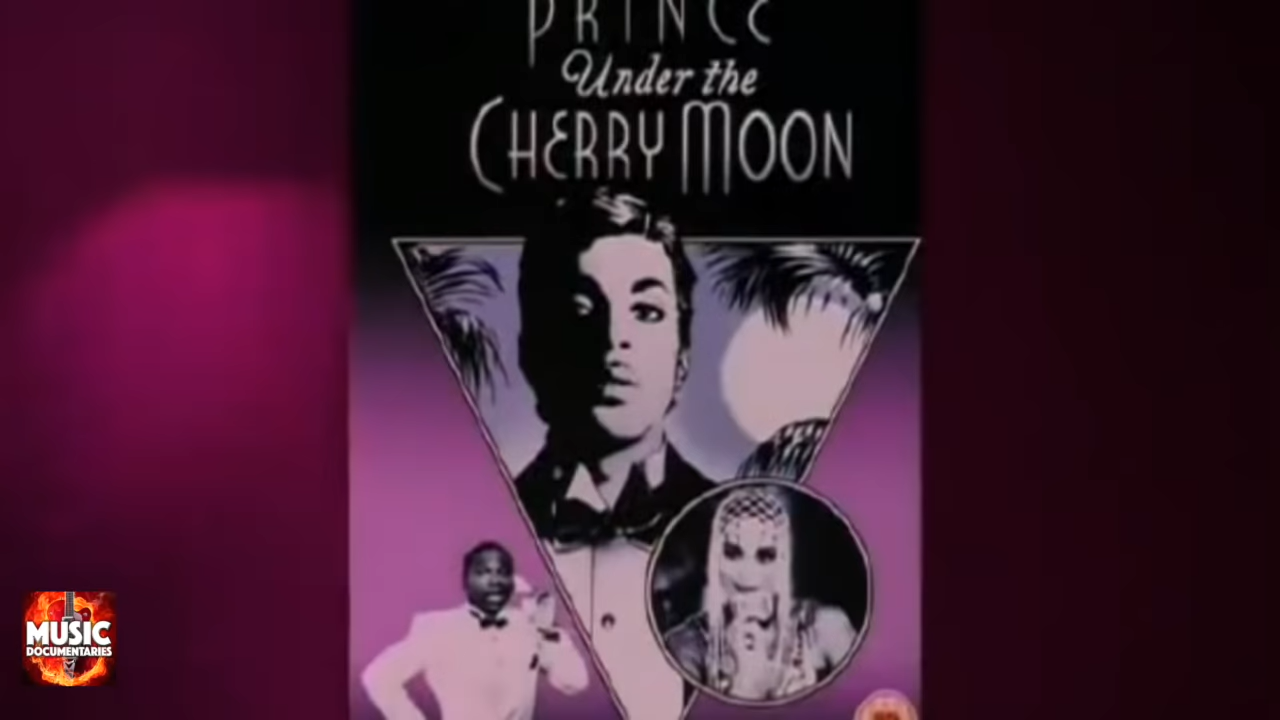 PRINCE
Under the
CHERRY MOON
MUSIC
DOCUMENTARIES